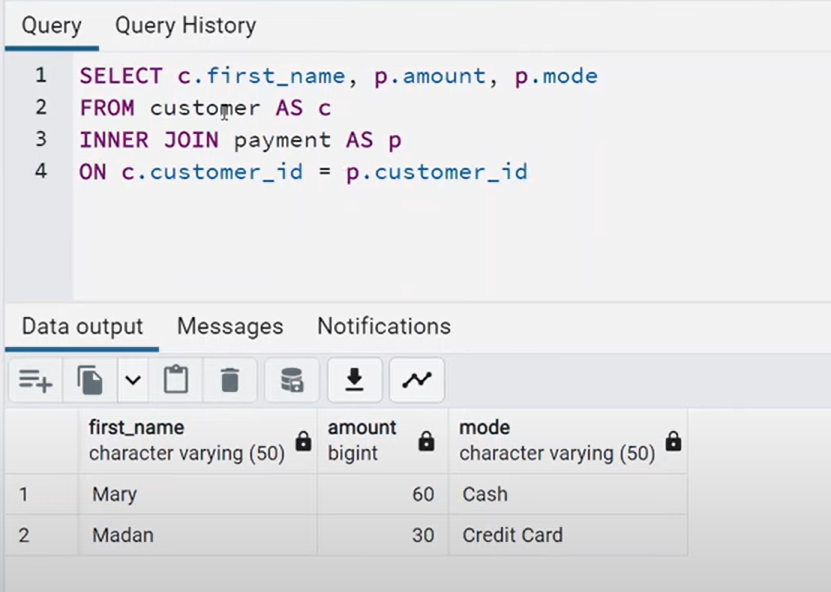 Query Query History
1 SELECT c.first_name, p.amount, p.mode
2 FROM customer AS c
3 INNER JOIN payment AS p
4 ON c.customer_id = p.customer_id
Data output Messages Notifications
first_name amount mode
character varying (50) bigint character varying (50)
1 Mary 60 Cash
2 Madan 30 Credit Card